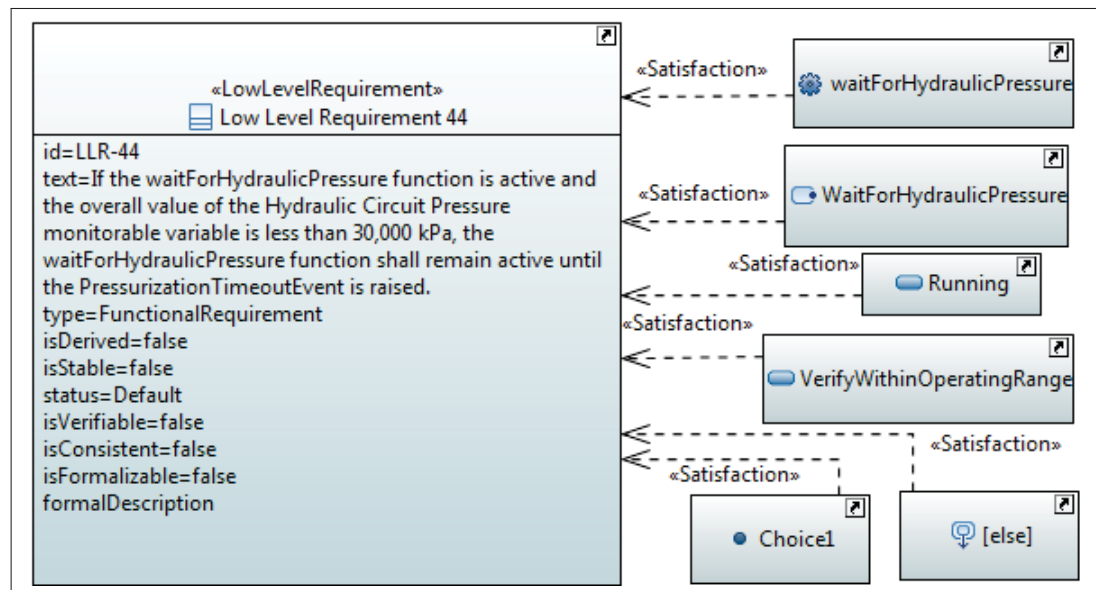 «LowLevelRequirement»
Low Level Requirement 44
id=LLR-44
text=If the waitForHydraulicPressure function is active and
the overall value of the Hydraulic Circuit Pressure
monitorable variable is less than 30,000 kPa, the
waitForHydraulicPressure function shall remain active until
the PressurizationTimeoutEvent is raised.
type=FunctionalRequirement
isDerived=false
isStable=false
status=Default
isVerifiable=false
isConsistent=false
isFormalizable=false
formalDescription
«Satisfaction»
waitForHydraulicPressure
«Satisfaction»
WaitForHydraulicPressure
«Satisfaction»
Running
«Satisfaction»
VerifyWithinOperatingRange
«Satisfaction»
«Satisfaction»
Choice1
[else]